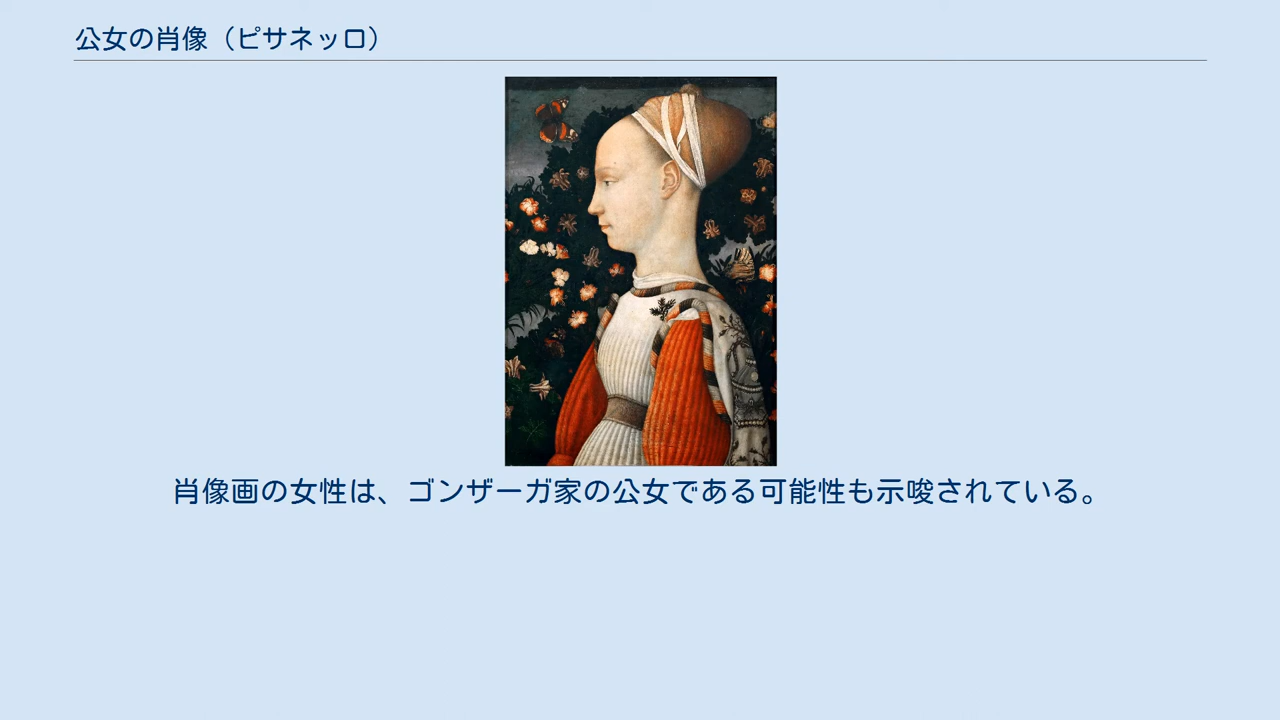 公女の肖像（ピサネッロ）
肖像画の女性は、ゴンザーガ家の公女である可能性も示唆されている。